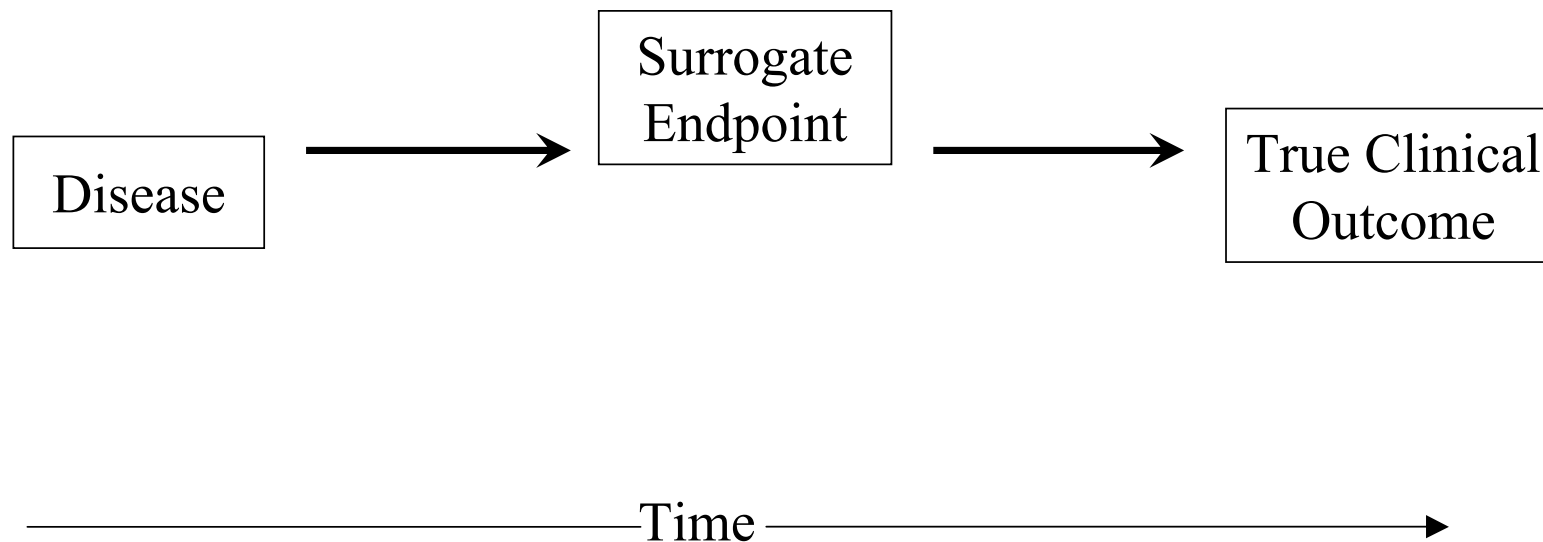 Surrogate
Endpoint
Disease
True Clinical
Outcome
Time